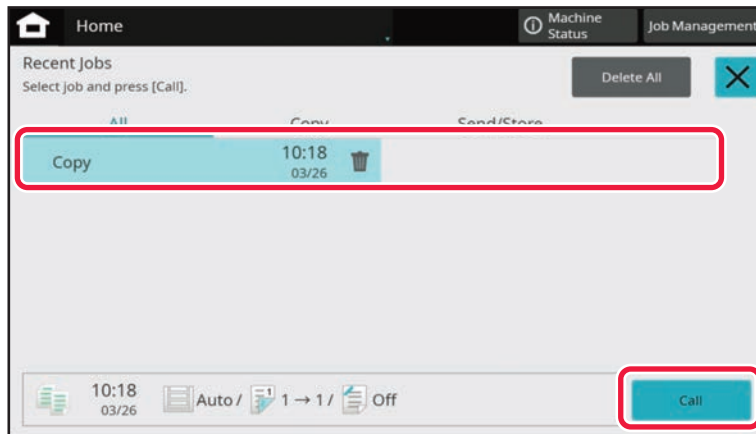 Home
Machine
Status
Job Management
Recent Jobs
Select job and press [Call].
Delete All
All Copy Send/Store
Copy 10:18
03/26
10:18
03/26
Auto / 1 → 1 / Off
Call